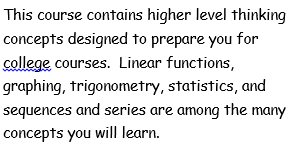 This course contains higher level thinking
concepts designed to prepare you for
college courses.  Linear functions,
graphing, trigonometry, statistics, and
sequences and series are among the many
concepts you will learn.